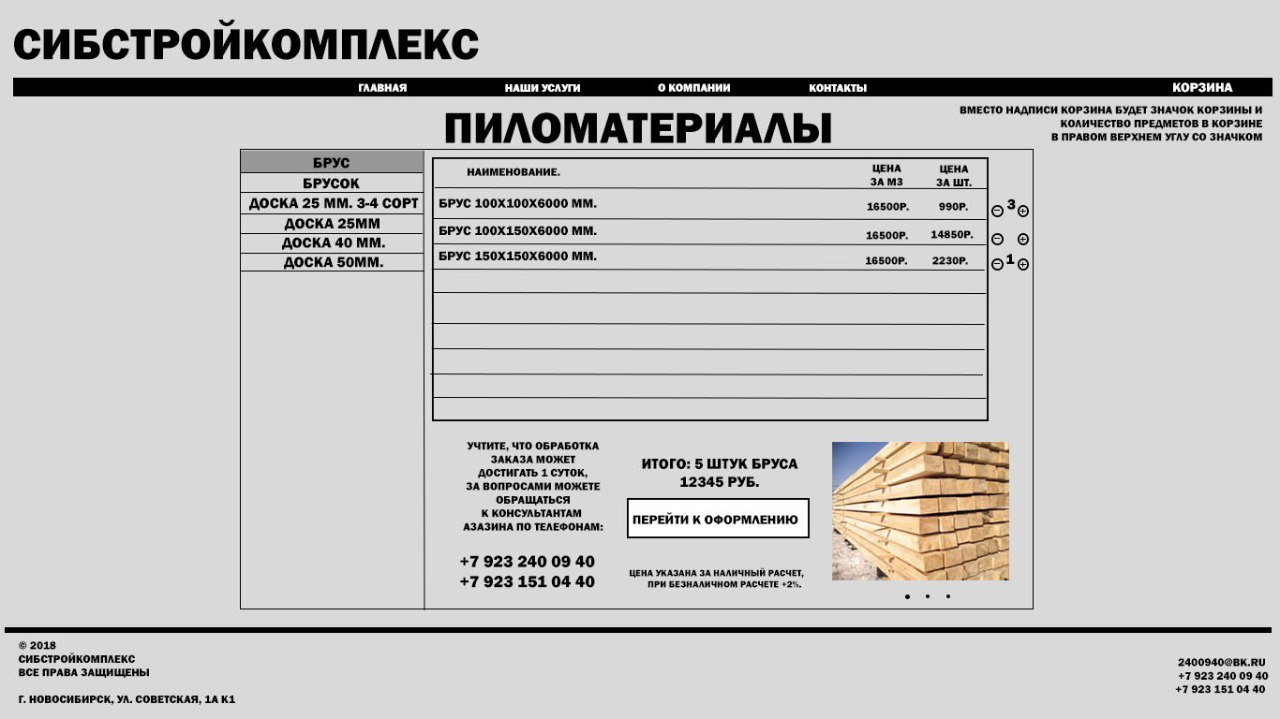 СИБСТРОЙКОМПЛЕКС
ГЛАВНАЯ НАШИ УСЛУГИ О КОМПАНИИ КОНТАКТЫ КОРЗИНА
ВМЕСТО НАДПИСИ КОРЗИНА БУДЕТ ЗНАЧОК КОРЗИНЫ И
КОЛИЧЕСТВО ПРЕДМЕТОВ В КОРЗИНЕ
В ПРАВОМ ВЕРХНЕМ УГЛУ СО ЗНАЧКОМ
ПИЛОМАТЕРИАЛЫ
БРУС
БРУСОК
ДОСКА 25 ММ. 3-4 СОРТ
ДОСКА 25ММ
ДОСКА 40 ММ.
ДОСКА 50ММ.
НАИМЕНОВАНИЕ.
ЦЕНА
ЗА М3
ЦЕНА
ЗА ШТ.
БРУС 100Х100Х6000 ММ. 16500Р. 990Р. 3
БРУС 100Х150Х6000 ММ. 16500Р. 14850Р.
БРУС 150Х150Х6000 ММ. 16500Р. 2230Р. 1
УЧТИТЕ, ЧТО ОБРАБОТКА
ЗАКАЗА МОЖЕТ
ДОСТИГАТЬ 1 СУТОК.
ЗА ВОПРОСАМИ МОЖЕТЕ
ОБРАЩАТЬСЯ
К КОНСУЛЬТАНТАМ
АЗАЗИНА ПО ТЕЛЕФОНАМ:
+7 923 240 09 40
+7 923 151 04 40
ИТОГО: 5 ШТУК БРУСА
12345 РУБ.
ПЕРЕЙТИ К ОФОРМЛЕНИЮ
ЦЕНА УКАЗАНА ЗА НАЛИЧНЫЙ РАСЧЕТ,
ПРИ БЕЗНАЛИЧНОМ РАСЧЕТЕ +2%.
© 2018
СИБСТРОЙКОМПЛЕКС
ВСЕ ПРАВА ЗАЩИЩЕНЫ
Г. НОВОСИБИРСК, УЛ. СОВЕТСКАЯ, 1А К1
2400940@BK.RU
+7 923 240 09 40
+7 923 151 04 40